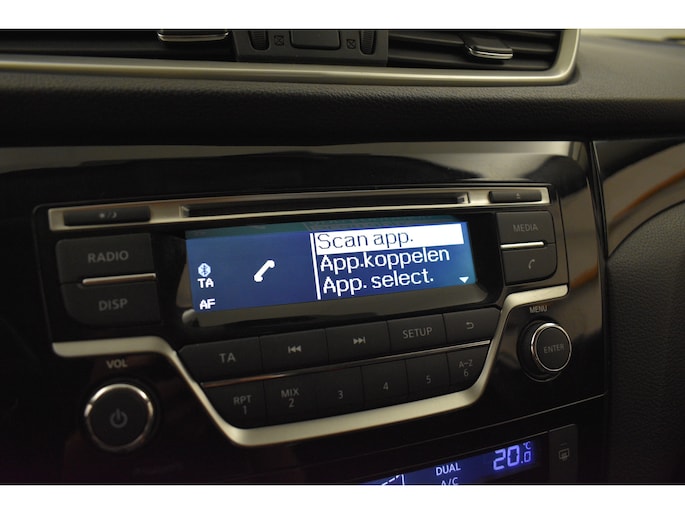 RADIO
MEDIA
DISP
TA
AF
Scan app.
App.koppelen
App. select.
TA
SETUP
MENU
ENTER
VOL
RPT
1
MIX
2
3
4
5
A–Z
6
DUAL
A/C
20.0
°C